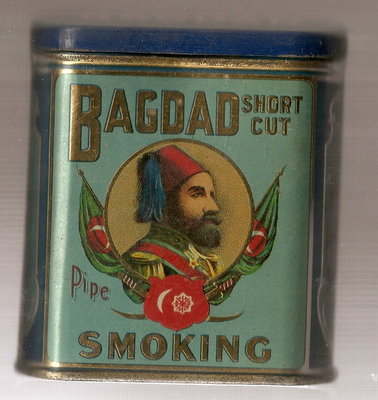 BAGDAD SHORT
CUT
Pipe
SMOKING